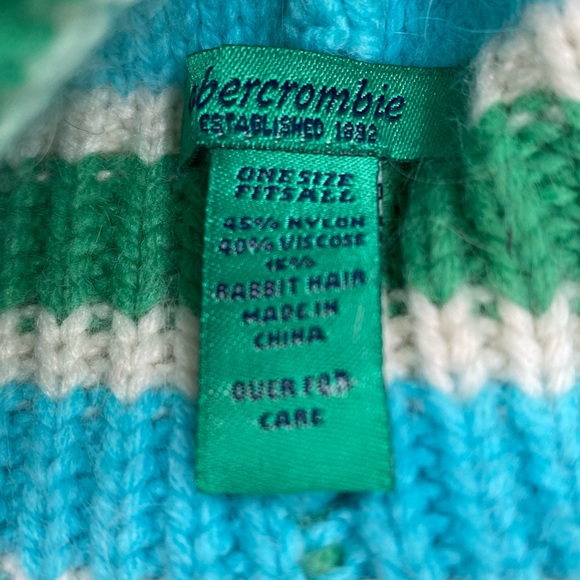 abercrombie
ESTABLISHED 1892
ONE SIZE
FITS ALL
45% NYLON
40% VISCOSE
15%
RABBIT HAIR
MADE IN
CHINA
OVER FOR
CARE